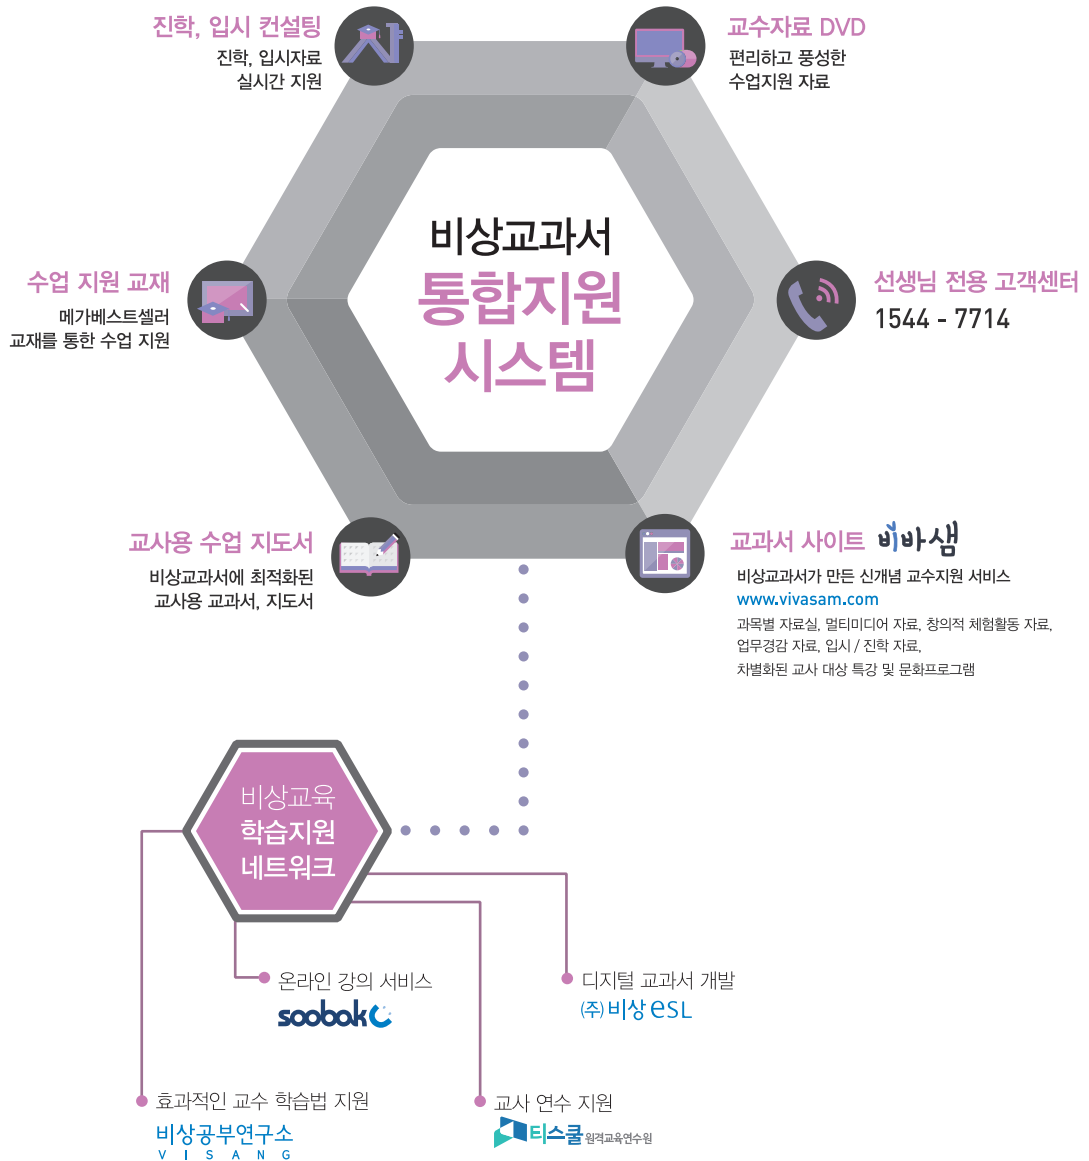 진학, 입시 컨설팅
진학, 입시자료
실시간 지원
교수자료 DVD
편리하고 풍성한
수업지원 자료
비상교과서
통합지원
시스템
수업 지원 교재
메가베스트셀러
교재를 통한 수업 지원
선생님 전용 고객센터
1544 - 7714
교사용 수업 지도서
비상교과서에 최적화된
교사용 교과서, 지도서
교과서 사이트 비바샘
비상교과서가 만든 신개념 교수지원 서비스
www.vivasam.com
과목별 자료실, 멀티미디어 자료, 창의적 체험활동 자료,
업무경감 자료, 입시 / 진학 자료,
차별화된 교사 대상 특강 및 문화프로그램
비상교육
학습지원
네트워크
온라인 강의 서비스
soobakc
디지털 교과서 개발
(주) 비상 ESL
효과적인 교수 학습법 지원
비상공부연구소
VISANG
교사 연수 지원
티스쿨 원격교육연수원